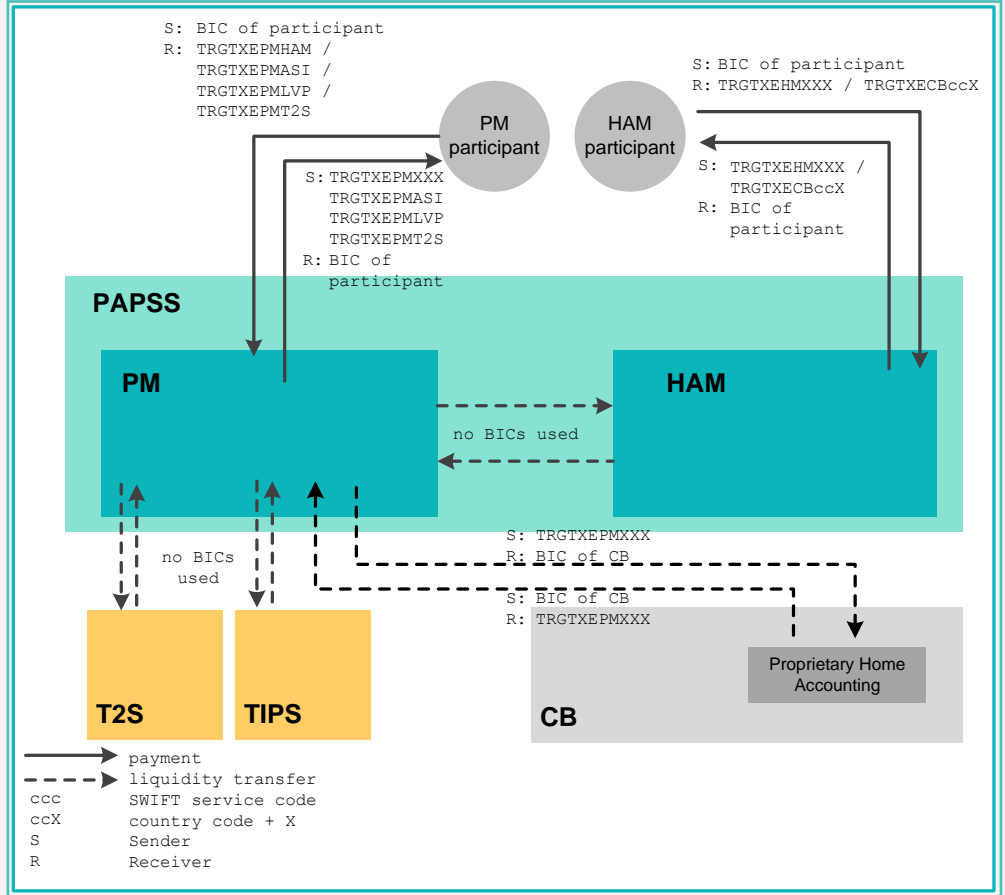 S: BIC of participant
R: TRGTXEPMHAM /
TRGTXEPMASI /
TRGTXEPMLVP /
TRGTXEPMT2S
PM
participant
HAM
participant
S: BIC of participant
R: TRGTXEHMXXX / TRGTXECBccX
S: TRGTXEPMXXX
TRGTXEPMASI
TRGTXEPMLVP
TRGTXEPMT2S
R: BIC of
participant
S: TRGTXEHMXXX /
TRGTXECBccX
R: BIC of
participant
PAPSS
PM
HAM
no BICs used
no BICs
used
S: TRGTXEPMXXX
R: BIC of CB
S: BIC of CB
R: TRGTXEPMXXX
T2S
TIPS
CB
Proprietary Home
Accounting
payment
liquidity transfer
ccc SWIFT service code
ccX country code + X
S Sender
R Receiver